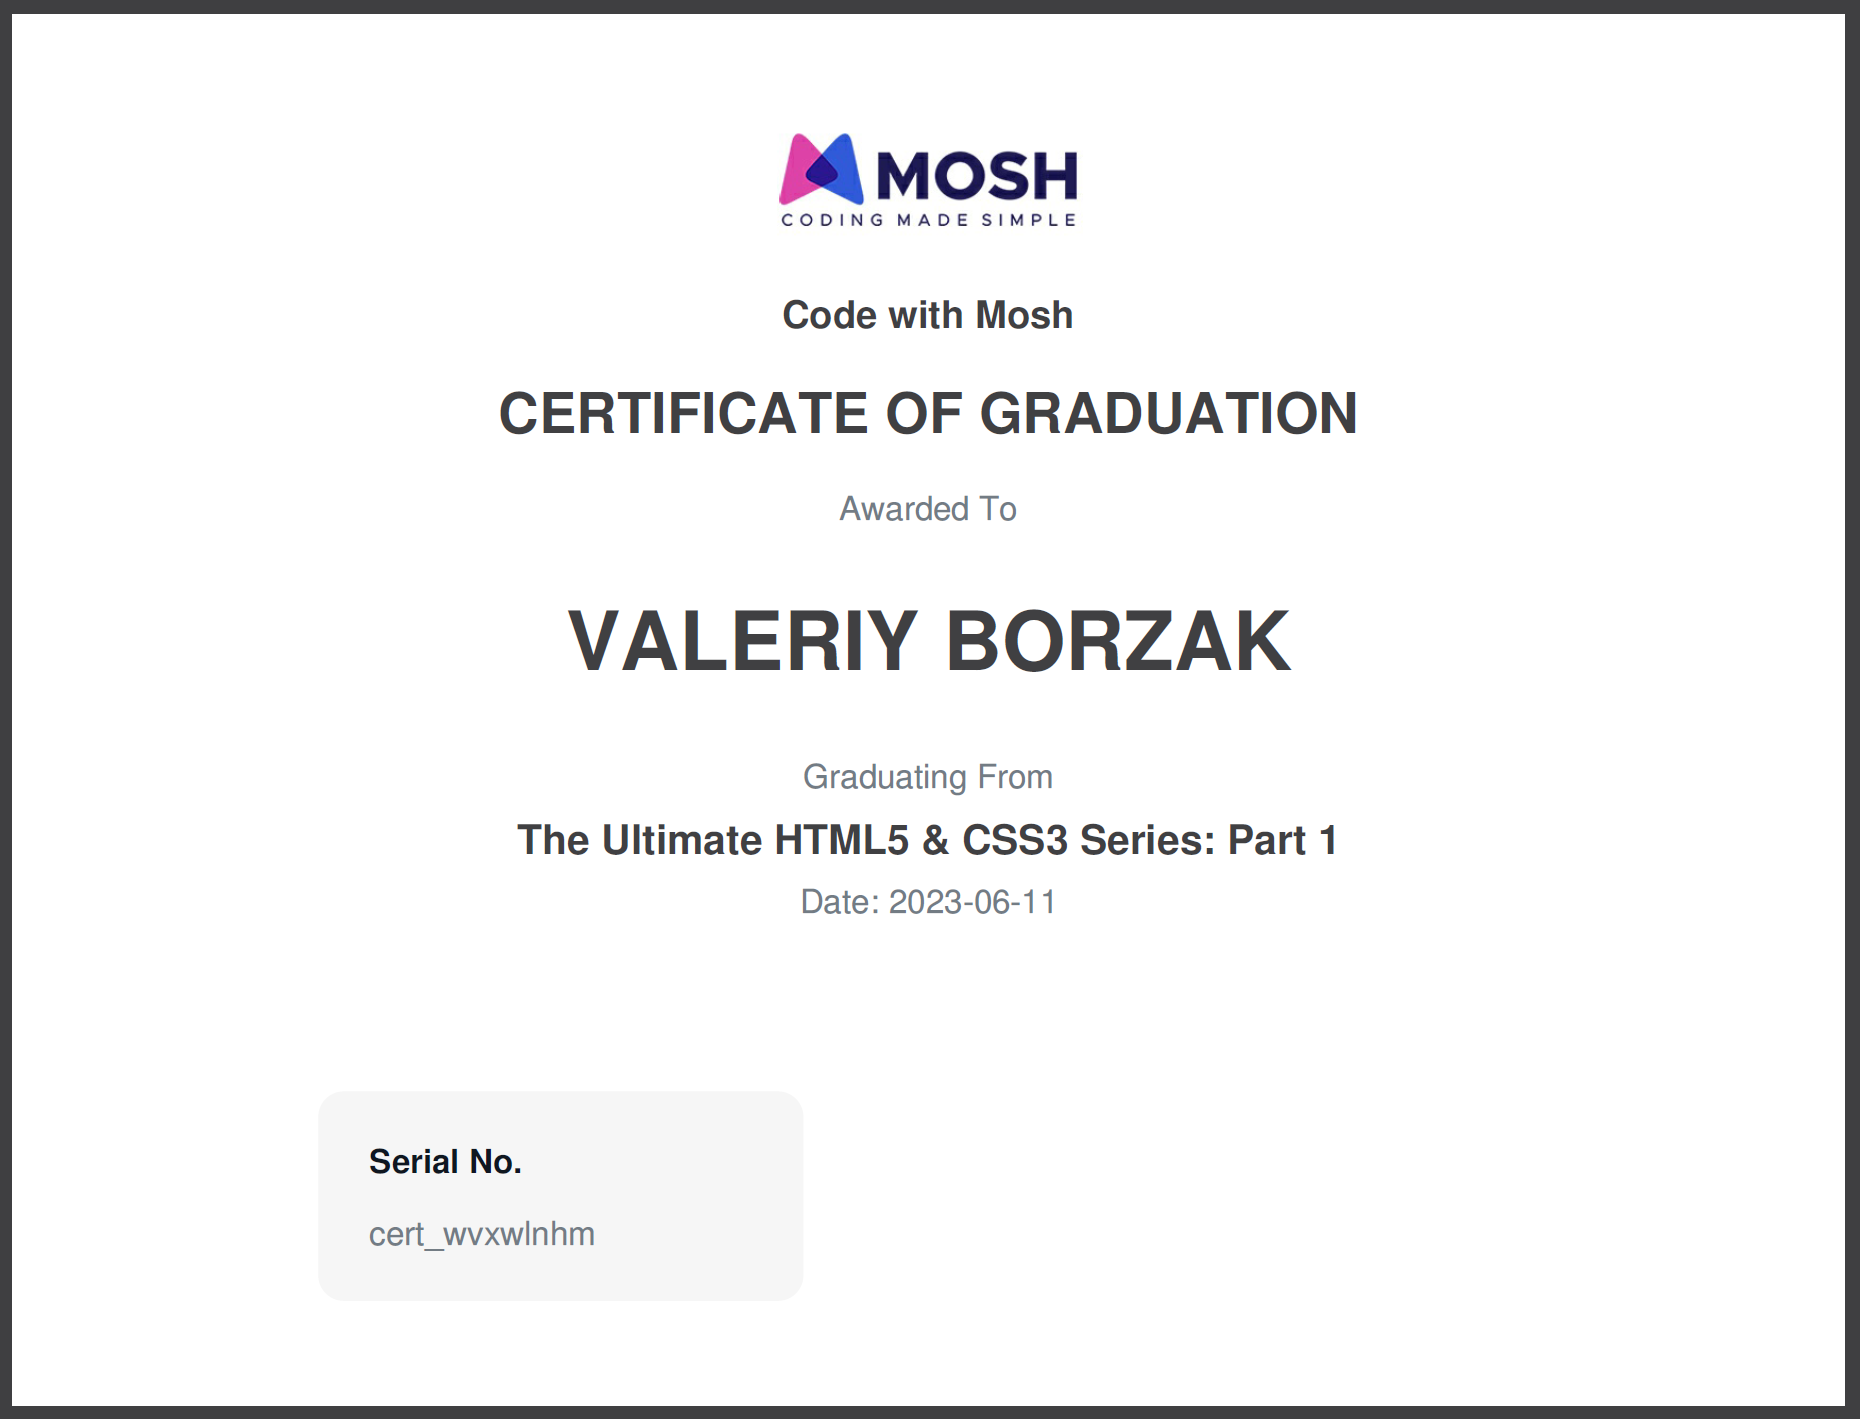 MOSH
CODING MADE SIMPLE
Code with Mosh
CERTIFICATE OF GRADUATION
Awarded To
VALERIY BORZAK
Graduating From
The Ultimate HTML5 & CSS3 Series: Part 1
Date: 2023-06-11
Serial No.
cert_wvxwlnhm